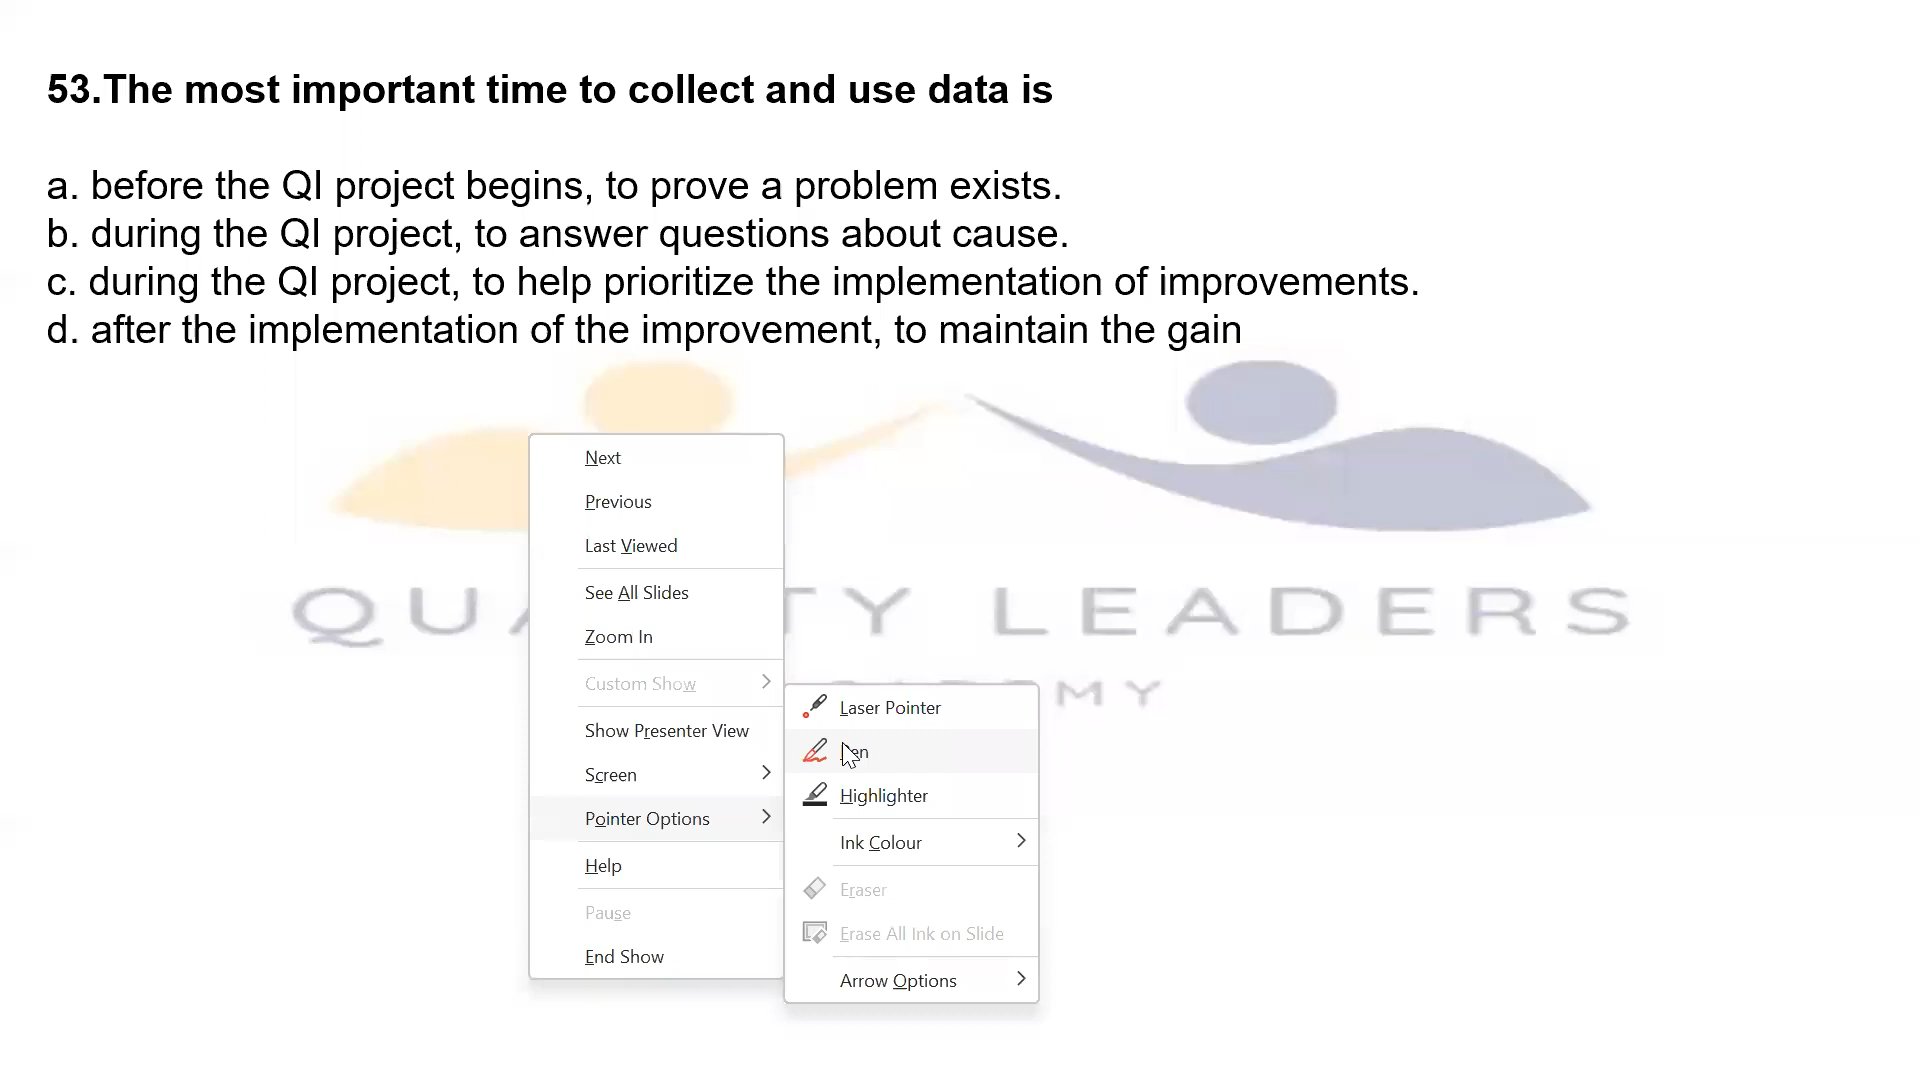 53.The most important time to collect and use data is
a. before the QI project begins, to prove a problem exists.
b. during the QI project, to answer questions about cause.
c. during the QI project, to help prioritize the implementation of improvements.
d. after the implementation of the improvement, to maintain the gain
Next
Previous
Last Viewed
See All Slides
Zoom In
Custom Show
Show Presenter View
Screen
Pointer Options
Help
Pause
End Show
Laser Pointer
Highlighter
Ink Colour
Eraser
Erase All Ink on Slide
Arrow Options
LEADERS